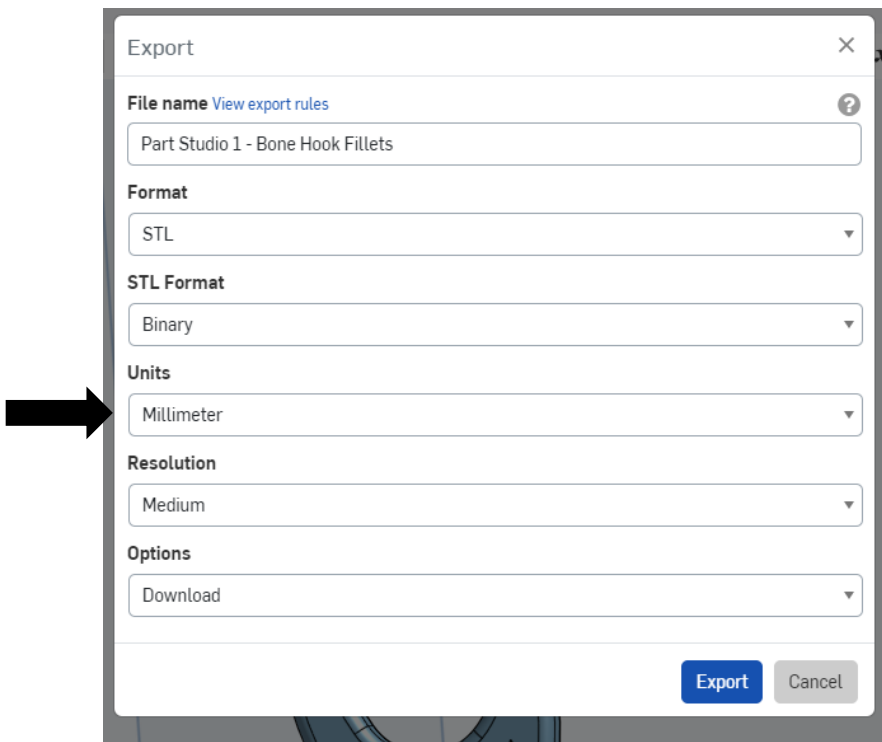 Export
File name View export rules
Part Studio 1 - Bone Hook Fillets
Format
STL
STL Format
Binary
Units
Millimeter
Resolution
Medium
Options
Download
Export Cancel